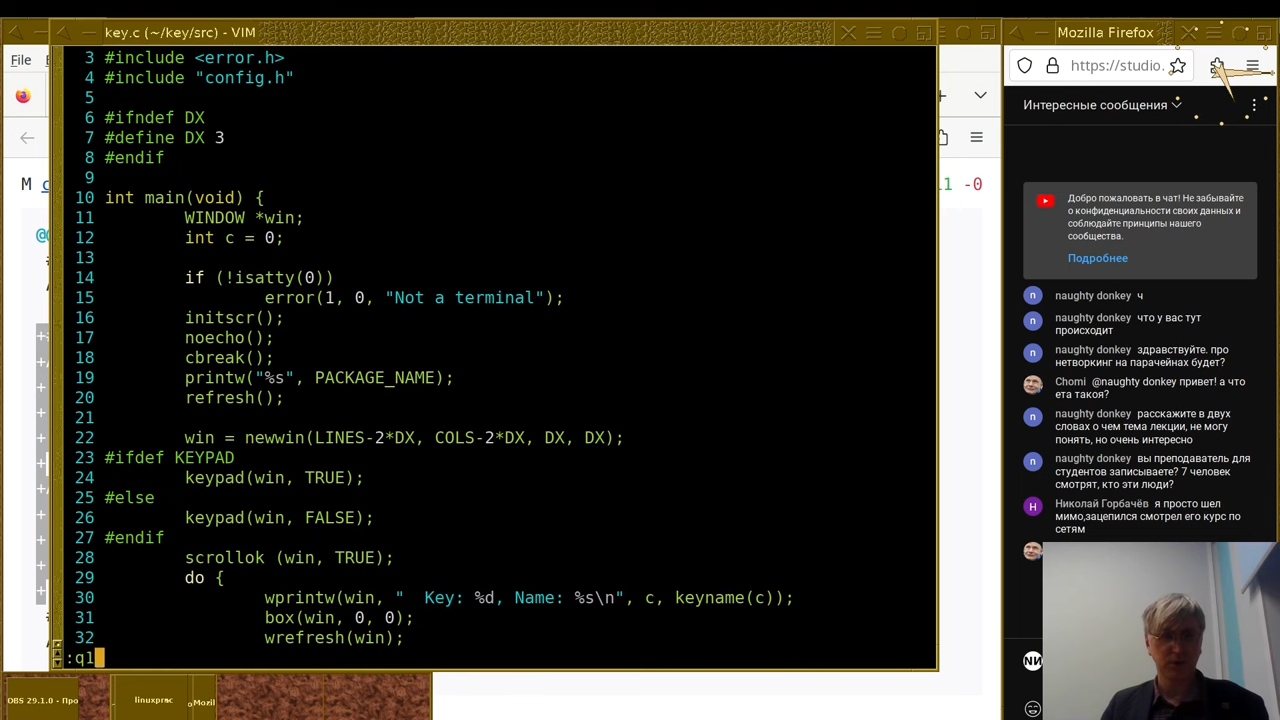 key.c (~/key/src) - VIM
3 #include <error.h>
4 #include "config.h"
5
6 #ifndef DX
7 #define DX 3
8 #endif
9
10 int main(void) {
11 WINDOW *win;
12 int c = 0;
13
14 if (!isatty(0))
15 error(1, 0, "Not a terminal");
16 initscr();
17 noecho();
18 cbreak();
19 printw("%s", PACKAGE_NAME);
20 refresh();
21
22 win = newwin(LINES-2*DX, COLS-2*DX, DX, DX);
23 #ifdef KEYPAD
24 keypad(win, TRUE);
25 #else
26 keypad(win, FALSE);
27 #endif
28 scrollok (win, TRUE);
29 do {
30 wprintw(win, "  Key: %d, Name: %s\n", c, keyname(c));
31 box(win, 0, 0);
32 wrefresh(win);
:q1
File
M c
-0
DBS 29.1.0 - Про
linuxprac
Mozil
Mozilla Firefox
https://studio.
Интересные сообщения
Добро пожаловать в чат! Не забывайте
о конфиденциальности своих данных и
соблюдайте принципы нашего
сообщества.
Подробнее
naughty donkey ч
naughty donkey что у вас тут
происходит
naughty donkey здравствуйте. про
нетворкинг на парачейнах будет?
Chomi @naughty donkey привет! а что
ета такоя?
naughty donkey расскажите в двух
словах о чем тема лекции, не могу
понять, но очень интересно
naughty donkey вы преподаватель для
студентов записываете? 7 человек
смотрят, кто эти люди?
Николай Горбачёв я просто шел
мимо,зацепился смотрел его курс по
сетям